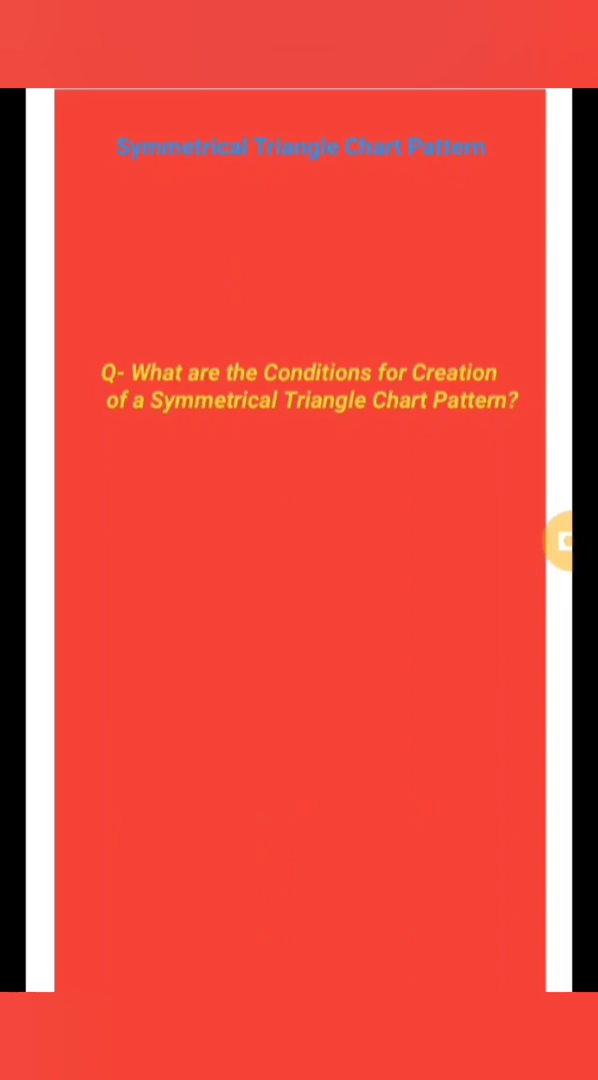 Symmetrical Triangle Chart Pattern
Q- What are the Conditions for Creation
of a Symmetrical Triangle Chart Pattern?